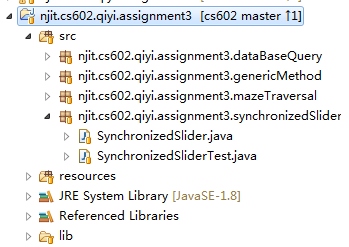 njit.cs602.qiyi.assignment3 [cs602 master ↑1]
src
njit.cs602.qiyi.assignment3.dataBaseQuery
njit.cs602.qiyi.assignment3.genericMethod
njit.cs602.qiyi.assignment3.mazeTraversal
njit.cs602.qiyi.assignment3.synchronizedSlider
SynchronizedSlider.java
SynchronizedSliderTest.java
resources
JRE System Library [JavaSE-1.8]
Referenced Libraries
lib